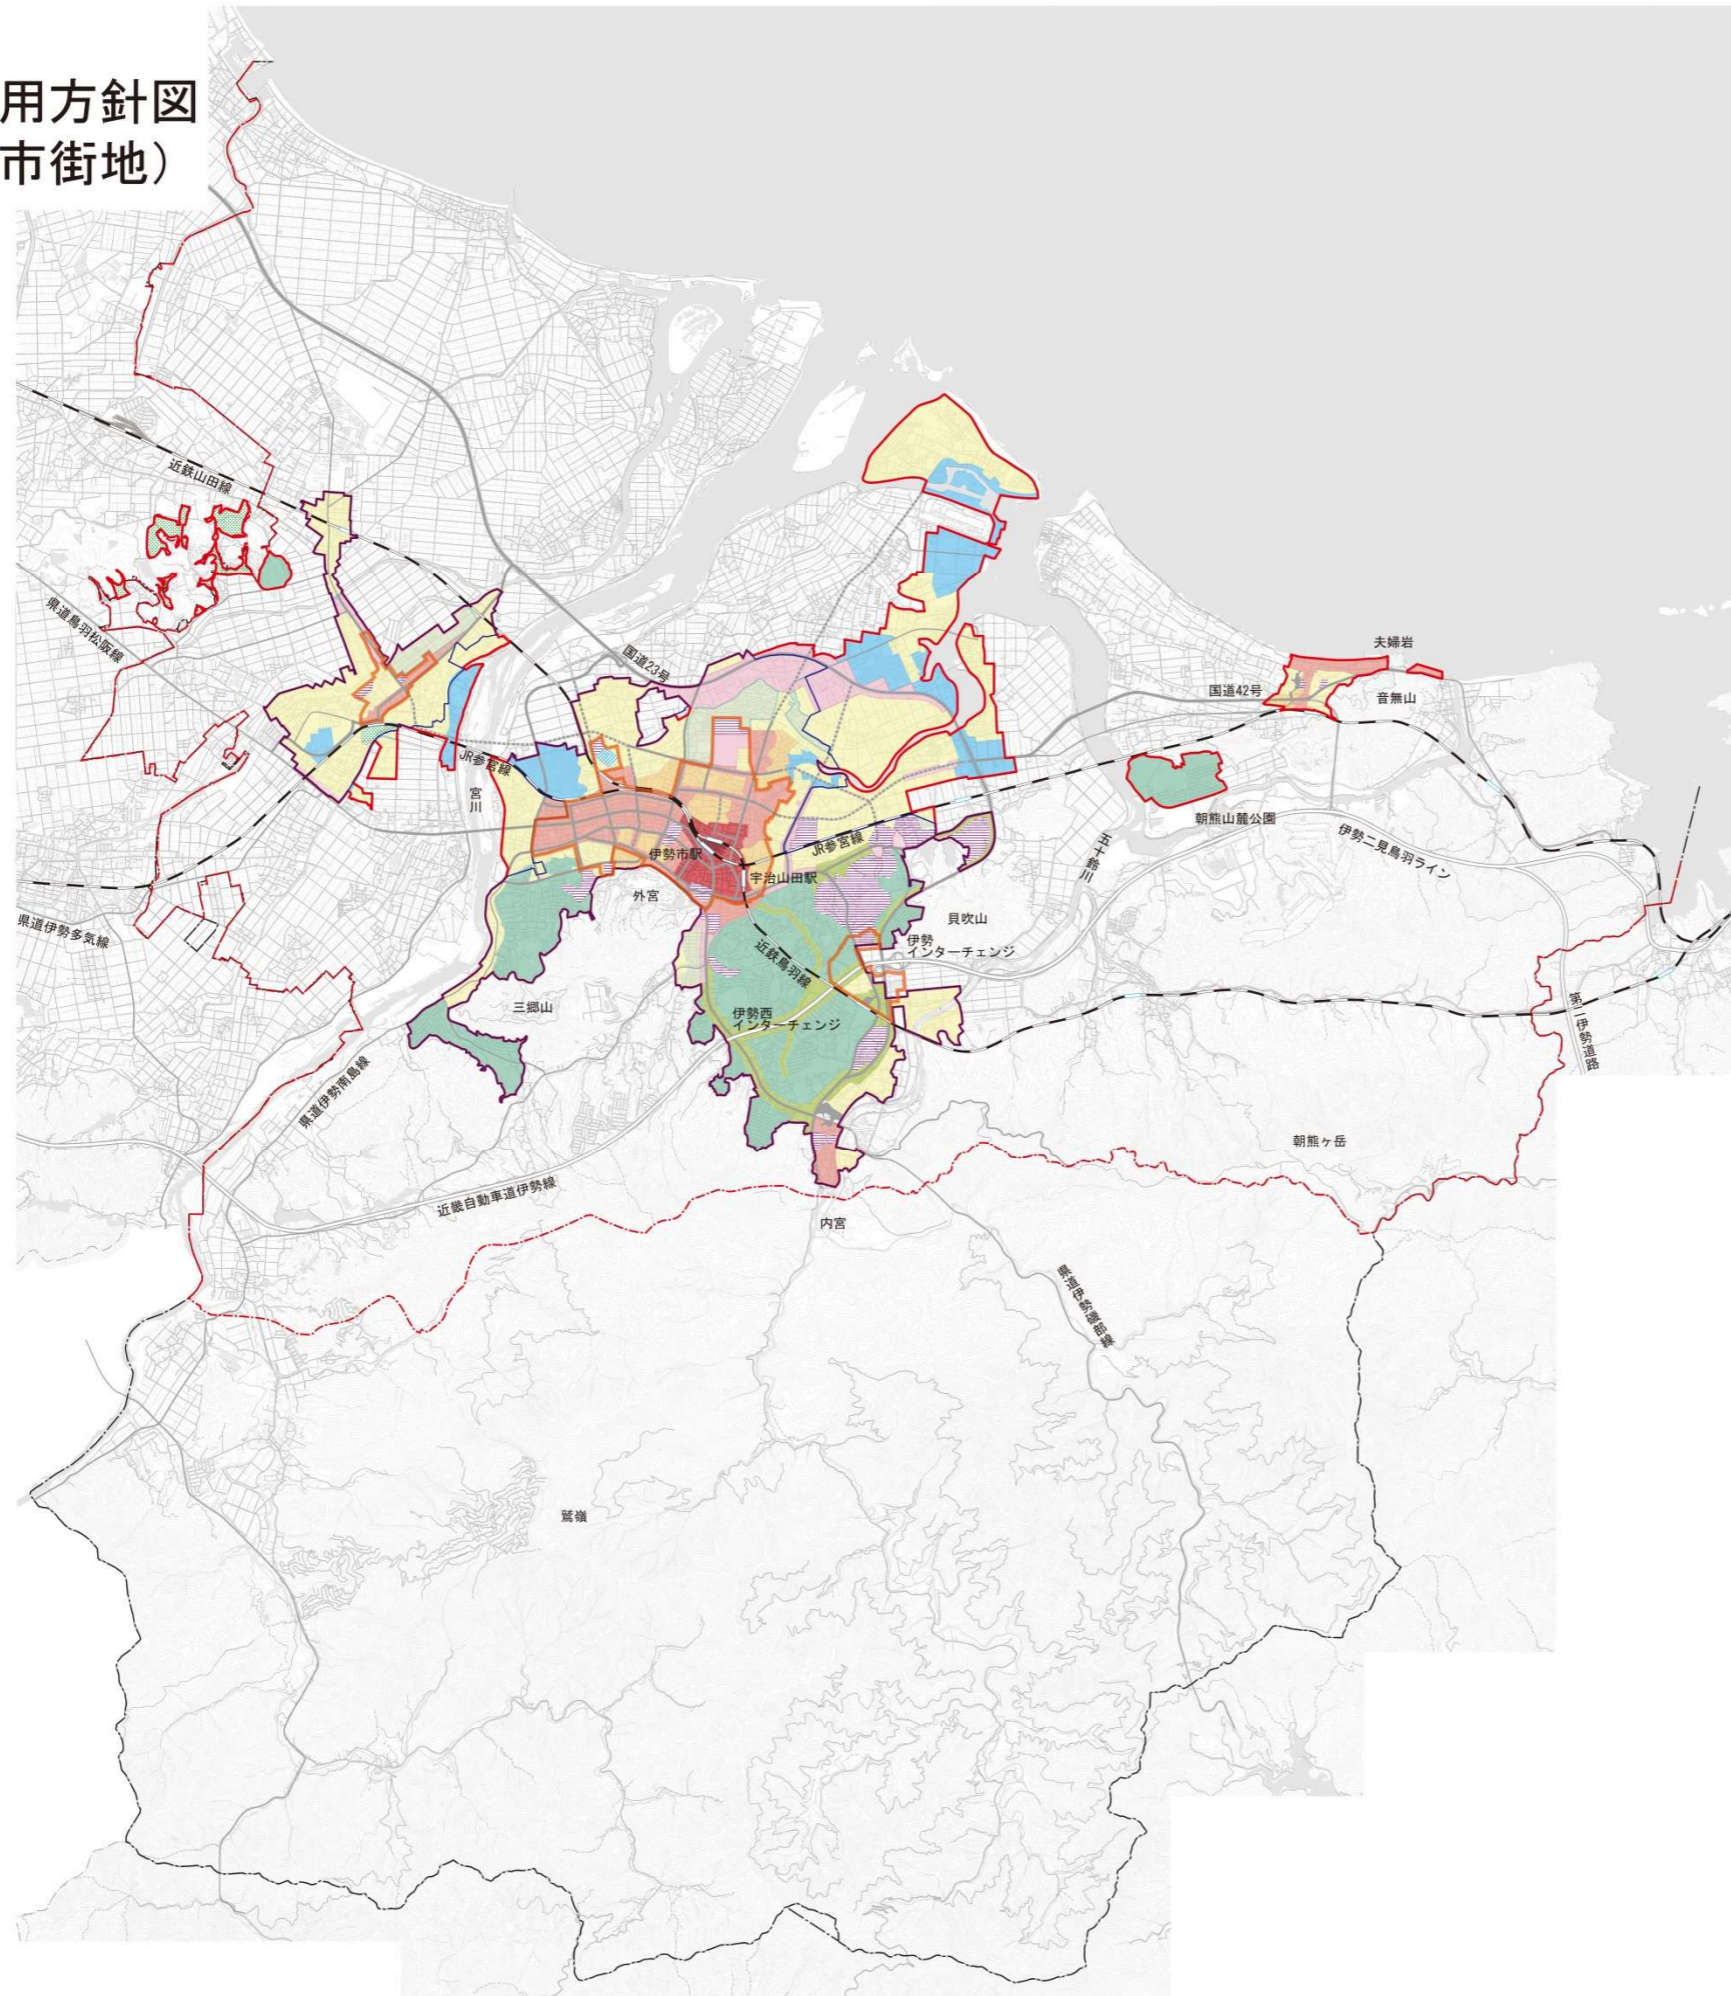 用方針図
市街地）
近鉄山田線
県道鳥羽松阪線
国道23号
夫婦岩
国道42号
音無山
JR参宮線
宮川
朝熊山麓公園
伊勢二見鳥羽ライン
五十鈴川
JR参宮線
伊勢市駅
宇治山田駅
外宮
県道伊勢多気線
貝吹山
伊勢
インターチェンジ
近鉄鳥羽線
三郷山
伊勢西
インターチェンジ
第二伊勢道路
県道伊勢南島線
朝熊ヶ岳
近畿自動車道伊勢線
内宮
県道伊勢磯部線
鷲嶺